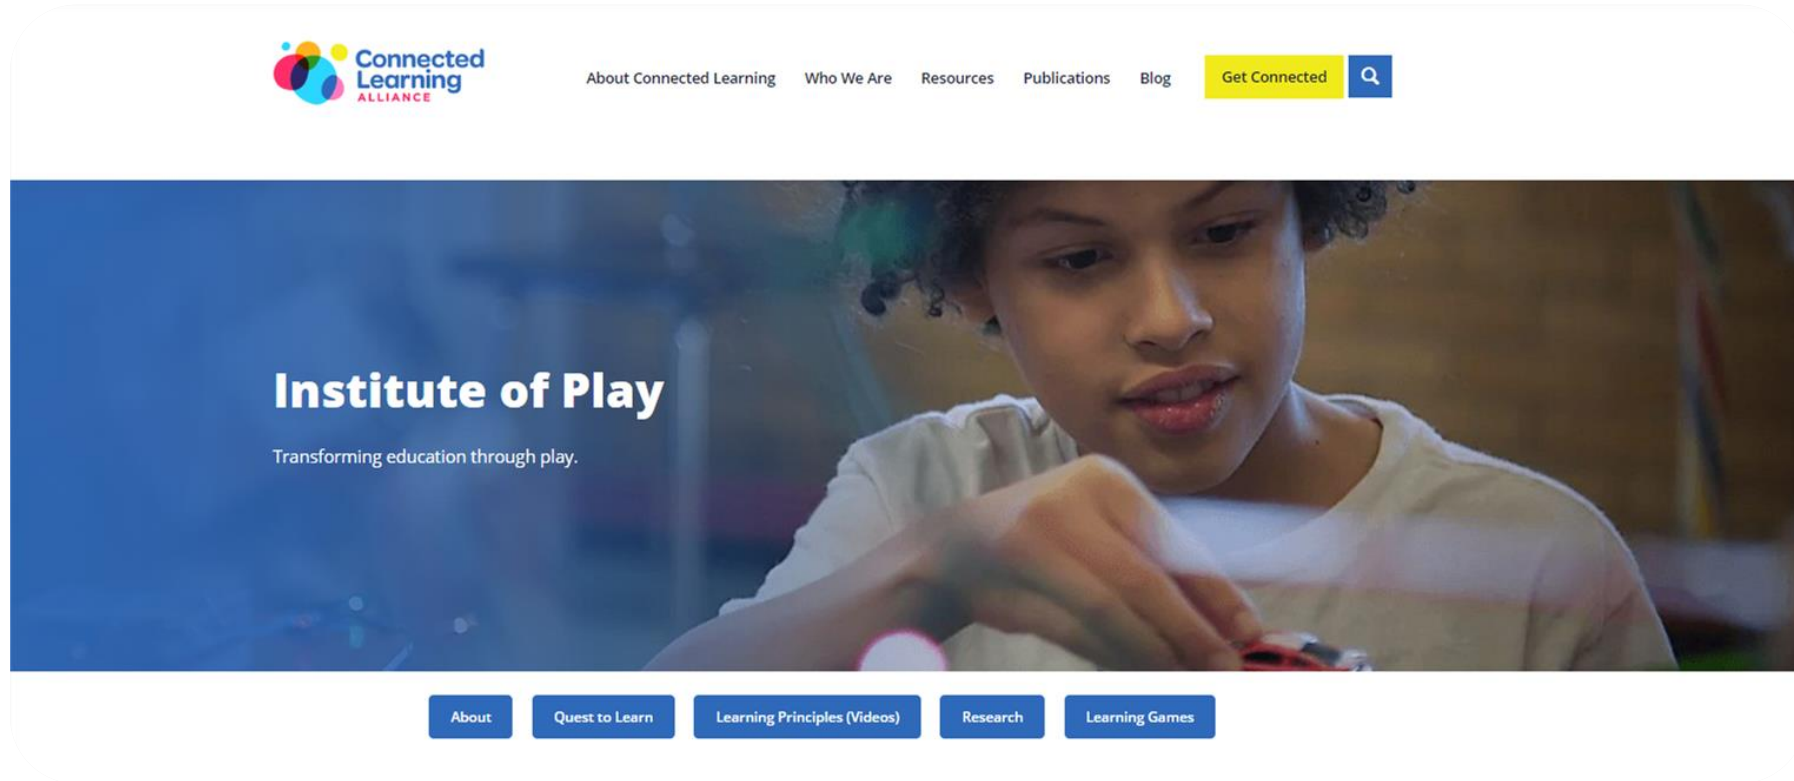 Connected
Learning
ALLIANCE
About Connected Learning
Who We Are
Resources
Publications
Blog
Get Connected
Institute of Play
Transforming education through play.
About
Quest to Learn
Learning Principles (Videos)
Research
Learning Games